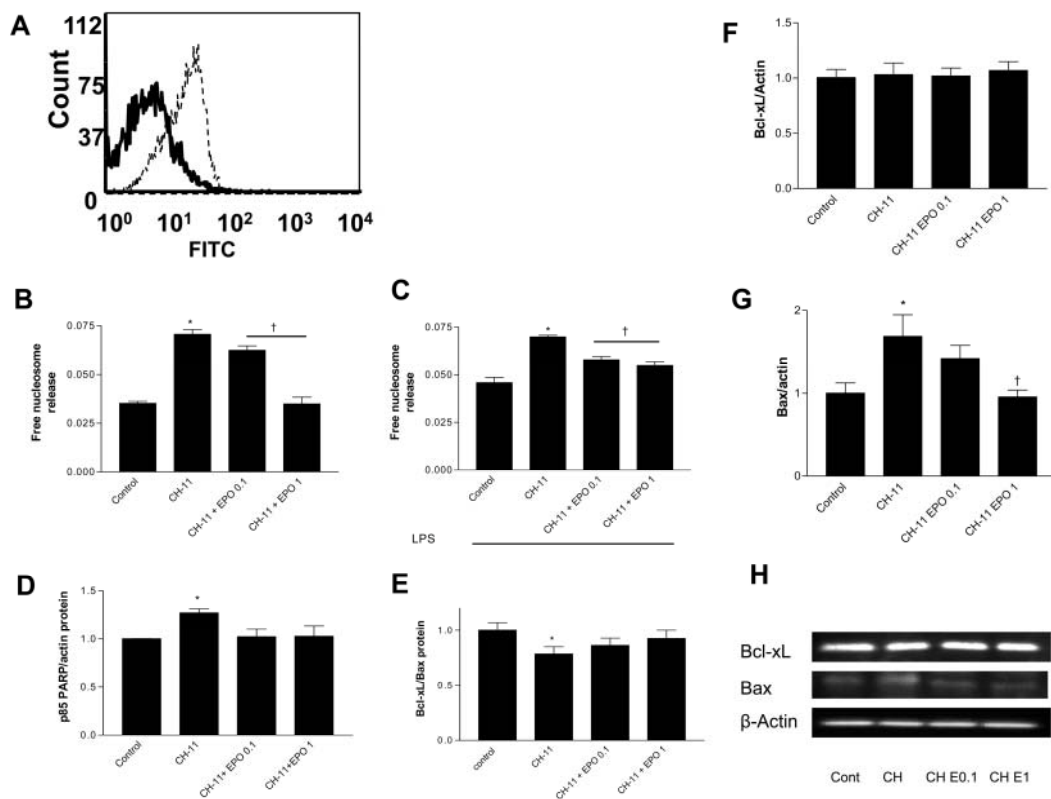 A
112
75
37
0
Count
10^0 10^1 10^2 10^3 10^4
FITC
B
Free nucleosome
release
0.075
0.050
0.025
0.000
*
†
Control
CH-11
CH-11 + EPO 0.1
CH-11 + EPO 1
C
Free nucleosome
release
0.075
0.050
0.025
0.000
*
†
Control
CH-11
CH-11 + EPO 0.1
CH-11 + EPO 1
LPS
D
p85 PARP/actin protein
1.5
1.0
0.5
0.0
*
Control
CH-11
CH-11+ EPO 0.1
CH-11+EPO 1
E
Bcl-xL/Bax protein
1.0
0.5
0.0
*
control
CH-11
CH-11 + EPO 0.1
CH-11 + EPO 1
F
Bcl-xL/Actin
1.5
1.0
0.5
0.0
Control
CH-11
CH-11 EPO 0.1
CH-11 EPO 1
G
Bax/actin
2
1
0
*
†
Control
CH-11
CH-11 EPO 0.1
CH-11 EPO 1
H
Bcl-xL
Bax
β-Actin
Cont CH CH E0.1 CH E1